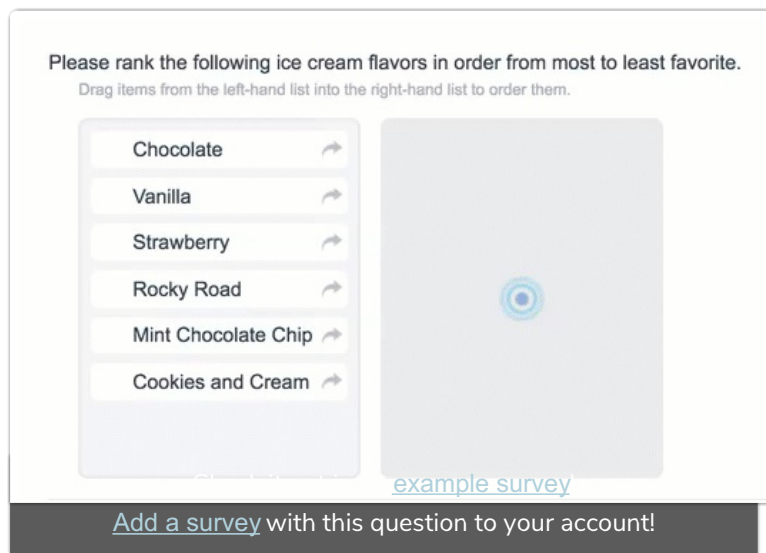 Please rank the following ice cream flavors in order from most to least favorite.
Drag items from the left-hand list into the right-hand list to order them.
Chocolate
Vanilla
Strawberry
Rocky Road
Mint Chocolate Chip
Cookies and Cream
example survey
Add a survey with this question to your account!